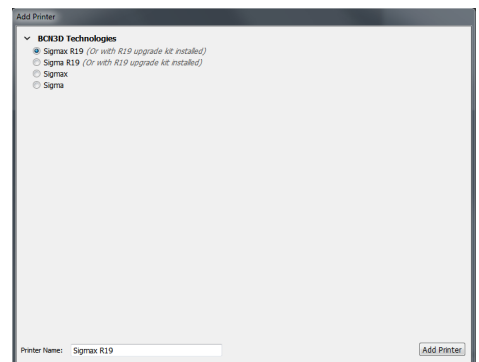 Add Printer
BCN3D Technologies
Sigmax R19 (Or with R19 upgrade kit installed)
Sigma R19 (Or with R19 upgrade kit installed)
Sigmax
Sigma
Printer Name: Sigmax R19 Add Printer